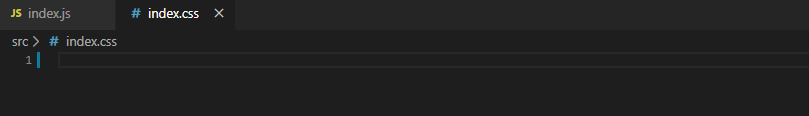 JS index.js # index.css ×
src > # index.css
1